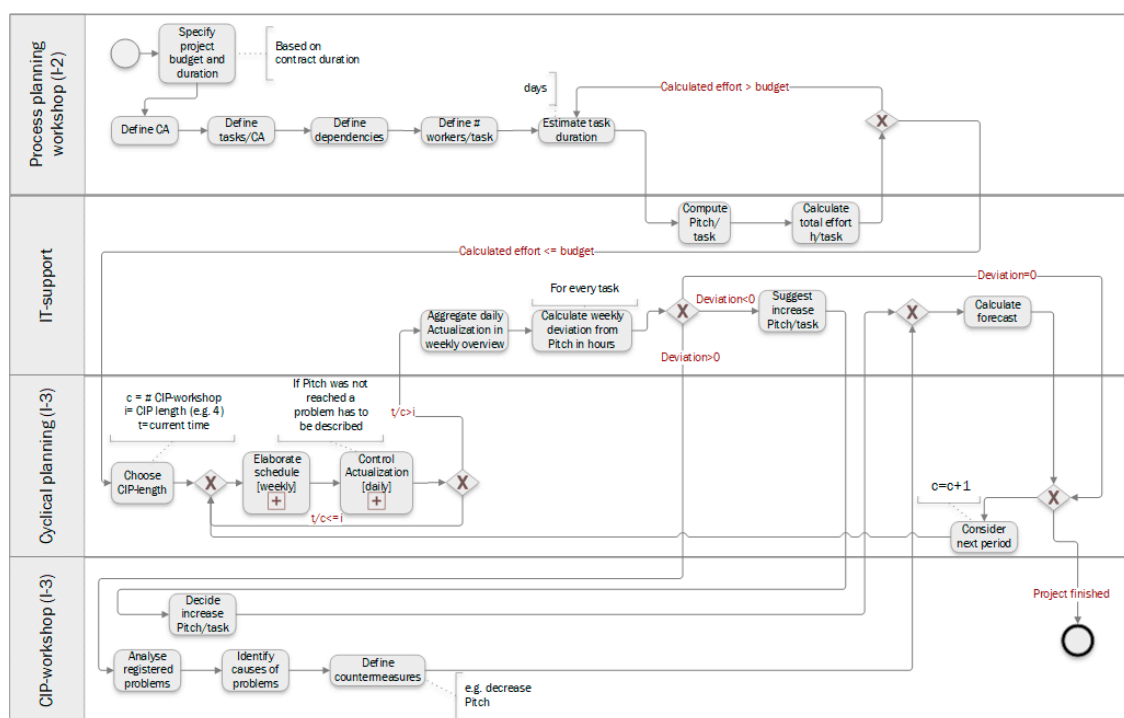 Process planning
workshop (I-2)
Specify
project
budget and
duration
Based on
contract duration
days
Calculated effort > budget
Define CA
Define
tasks/CA
Define
dependencies
Define #
workers/task
Estimate task
duration
X
IT-support
Compute
Pitch/
task
Calculate
total effort
h/task
Calculated effort <= budget
Deviation=0
For every task
Aggregate daily
Actualization in
weekly overview
Calculate weekly
deviation from
Pitch in hours
X
Deviation<0
Suggest
increase
Pitch/task
X
Calculate
forecast
Deviation>0
Cyclical planning (I-3)
c = # CIP-workshop
i= CIP length (e.g. 4)
t=current time
If Pitch was not
reached a
problem has to
be described
t/c>i
Choose
CIP-length
X
Elaborate
schedule
[weekly]
+
Control
Actualization
[daily]
+
X
t/c<= i
c=c+1
X
Consider
next period
CIP-workshop (I-3)
Decide
increase
Pitch/task
Project finished
Analyse
registered
problems
Identify
causes of
problems
Define
countermeasures
e.g. decrease
Pitch